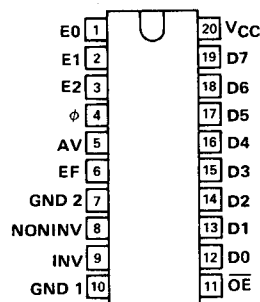 E0 1 20 VCC
E1 2 19 D7
E2 3 18 D6
ϕ 4 17 D5
AV 5 16 D4
EF 6 15 D3
GND 2 7 14 D2
NONINV 8 13 D1
INV 9 12 D0
GND 1 10 11 O̅E̅